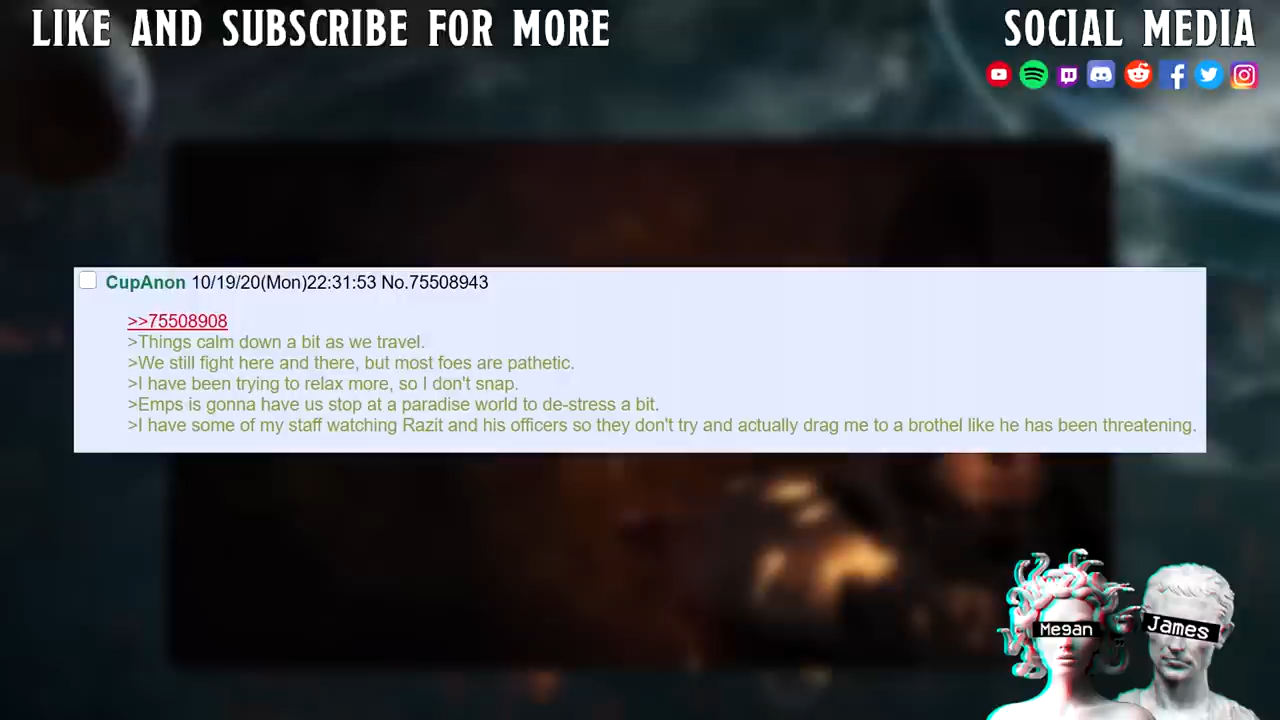 LIKE AND SUBSCRIBE FOR MORE
SOCIAL MEDIA
CupAnon 10/19/20(Mon)22:31:53 No.75508943
>>75508908
>Things calm down a bit as we travel.
>We still fight here and there, but most foes are pathetic.
>I have been trying to relax more, so I don't snap.
>Emps is gonna have us stop at a paradise world to de-stress a bit.
>I have some of my staff watching Razit and his officers so they don't try and actually drag me to a brothel like he has been threatening.
Megan
James